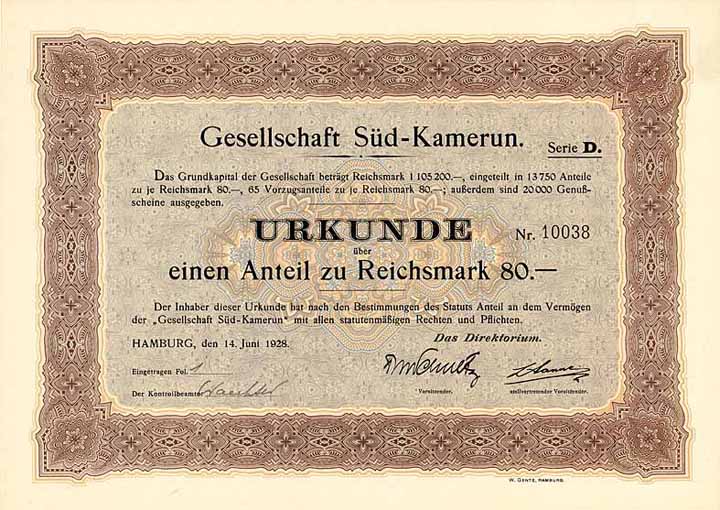 Gesellschaft Süd-Kamerun.
Serie D.
Das Grundkapital der Gesellschaft beträgt Reichsmark 1 105 200.—, eingeteilt in 13 750 Anteile
zu je Reichsmark 80.—, 65 Vorzugsanteile zu je Reichsmark 80.—; außerdem sind 20 000 Genuß-
scheine ausgegeben.
URKUNDE
Nr. 10038
über
einen Anteil zu Reichsmark 80.—
Der Inhaber dieser Urkunde hat nach den Bestimmungen des Statuts Anteil an dem Vermögen
der „Gesellschaft Süd-Kamerun“ mit allen statutenmäßigen Rechten und Pflichten.
HAMBURG, den 14. Juni 1928.
Das Direktorium.
Eingetragen Fol. 1
Der Kontrollbeamte:
Vorsitzender.
stellvertretender Vorsitzender.
W. GENTE, HAMBURG.